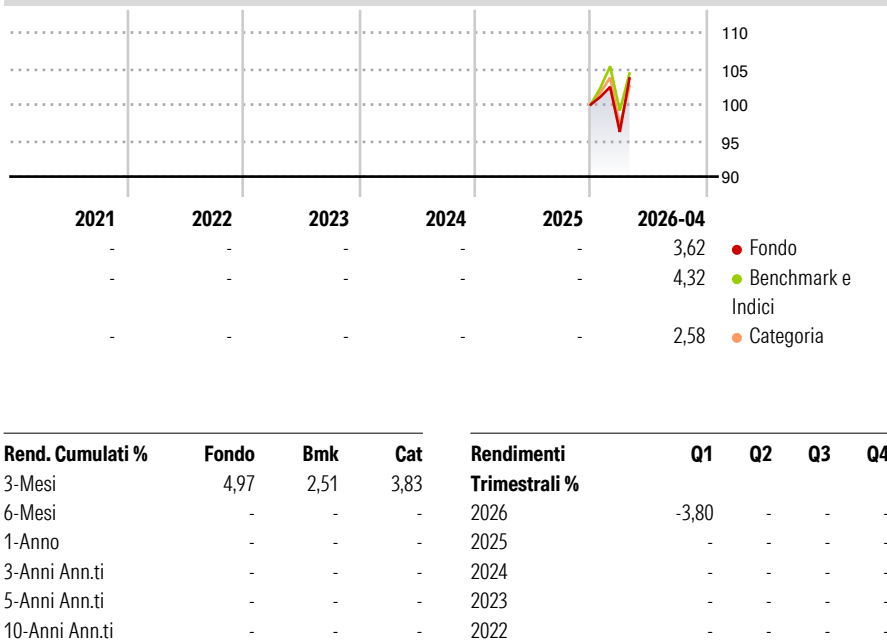 110
105
100
95
90
2021 2022 2023 2024 2025 2026-04
- - - - - 3,62 Fondo
- - - - - 4,32 Benchmark e
Indici
- - - - - 2,58 Categoria
Rend. Cumulati % Fondo Bmk Cat
3-Mesi 4,97 2,51 3,83
6-Mesi - - -
1-Anno - - -
3-Anni Ann.ti - - -
5-Anni Ann.ti - - -
10-Anni Ann.ti - - -
Rendimenti Q1 Q2 Q3 Q4
Trimestrali %
2026 -3,80 - - -
2025 - - - -
2024 - - - -
2023 - - - -
2022 - - - -